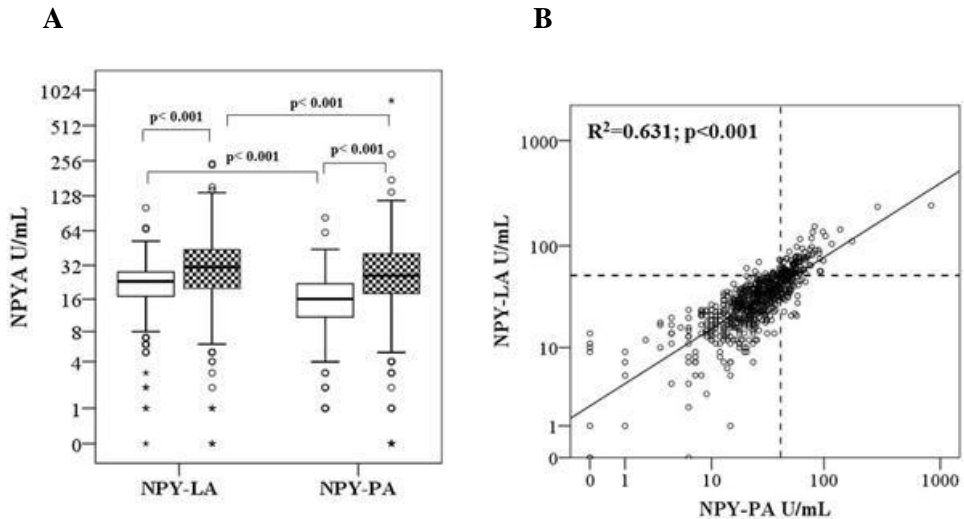 A
B
NPYA U/mL
1024
512
256
128
64
32
16
8
4
1
0
p< 0.001
p< 0.001
p< 0.001
p< 0.001
NPY-LA
NPY-PA
R²=0.631; p<0.001
NPY-LA U/mL
1000
100
10
1
0
0 1 10 100 1000
NPY-PA U/mL